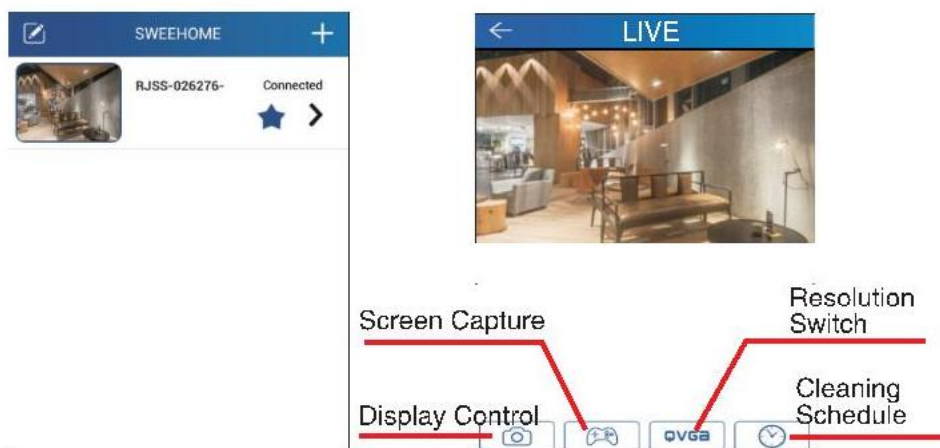 SWEEHOME
RJSS-026276-
Connected
LIVE
Screen Capture
Resolution
Switch
Display Control
Cleaning
Schedule
QVGA